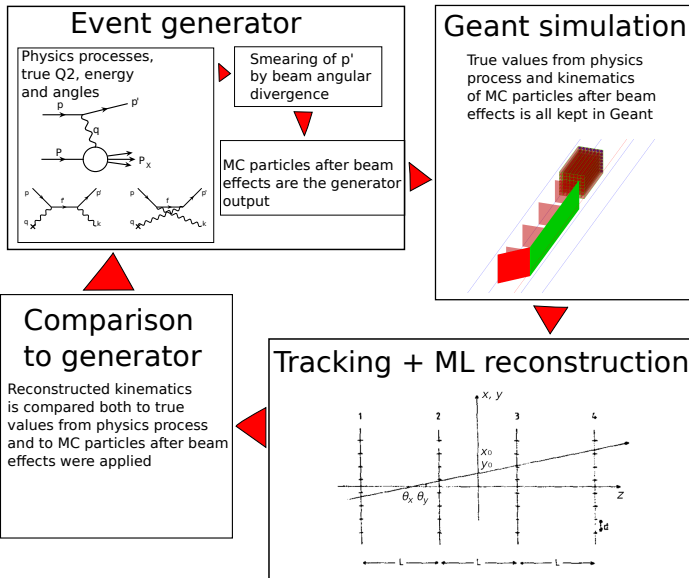 Event generator
Physics processes,
true Q2, energy
and angles
p
p'
q
P
P X
p
f'
p'
q
k
p
f
p'
q
k
Smearing of p'
by beam angular
divergence
MC particles after beam
effects are the generator
output
Geant simulation
True values from physics
process and kinematics
of MC particles after beam
effects is all kept in Geant
Tracking + ML reconstruction
x, y
1
2
3
4
x₀
y₀
θx θy
z
d
L
L
L
Comparison
to generator
Reconstructed kinematics
is compared both to true
values from physics process
and to MC particles after beam
effects were applied